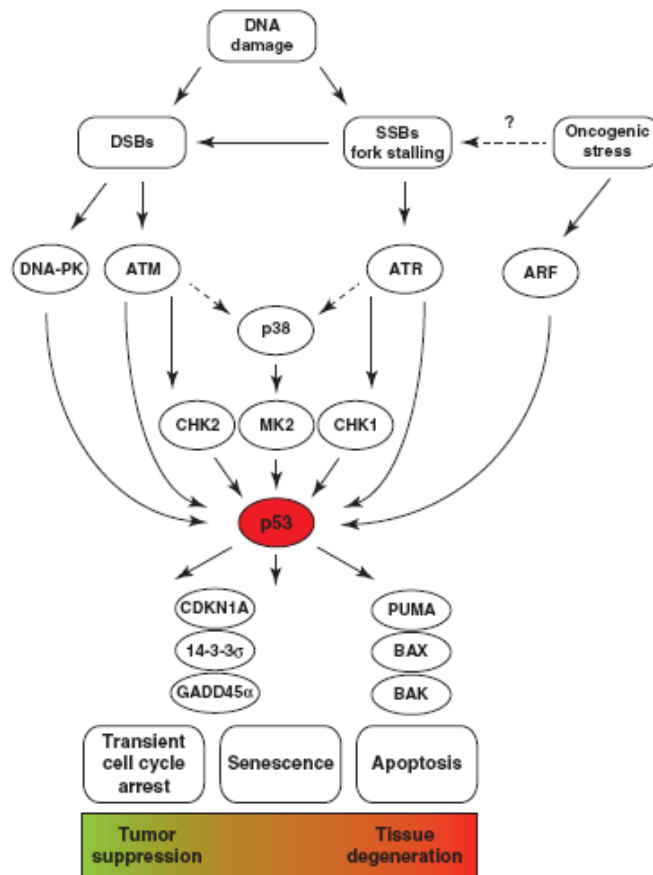 DNA
damage
DSBs
SSBs
fork stalling
?
Oncogenic
stress
DNA-PK
ATM
ATR
ARF
p38
CHK2
MK2
CHK1
p53
CDKN1A
PUMA
14-3-3σ
BAX
GADD45α
BAK
Transient
cell cycle
arrest
Senescence
Apoptosis
Tumor
suppression
Tissue
degeneration